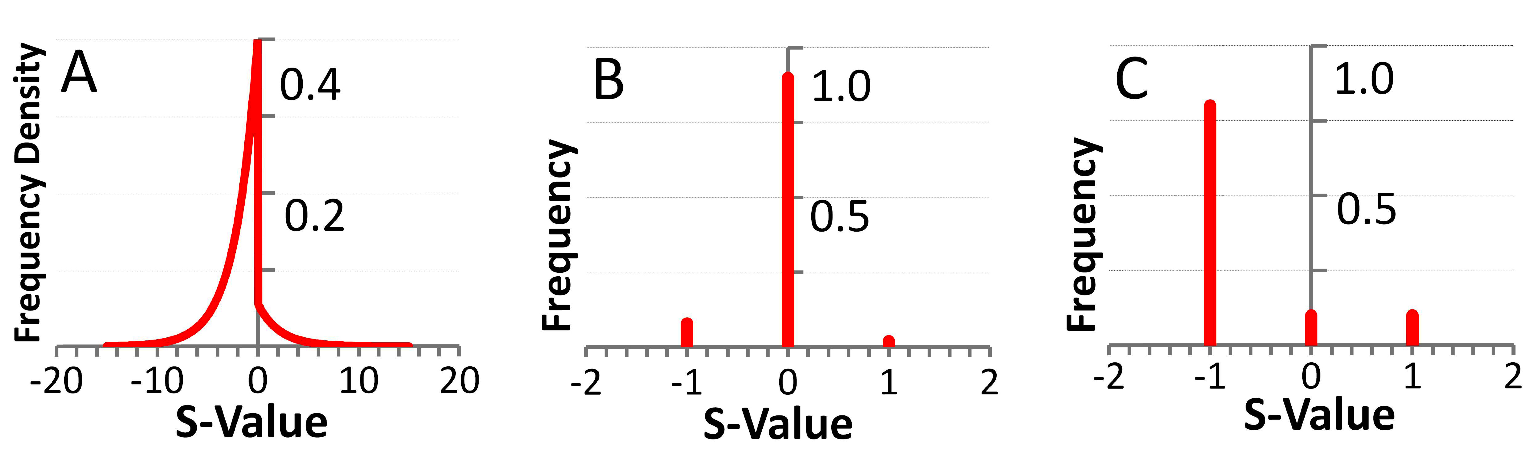 A
Frequency Density
0.4
0.2
-20 -10 0 10 20
S-Value
B
Frequency
1.0
0.5
-2 -1 0 1 2
S-Value
C
Frequency
1.0
0.5
-2 -1 0 1 2
S-Value